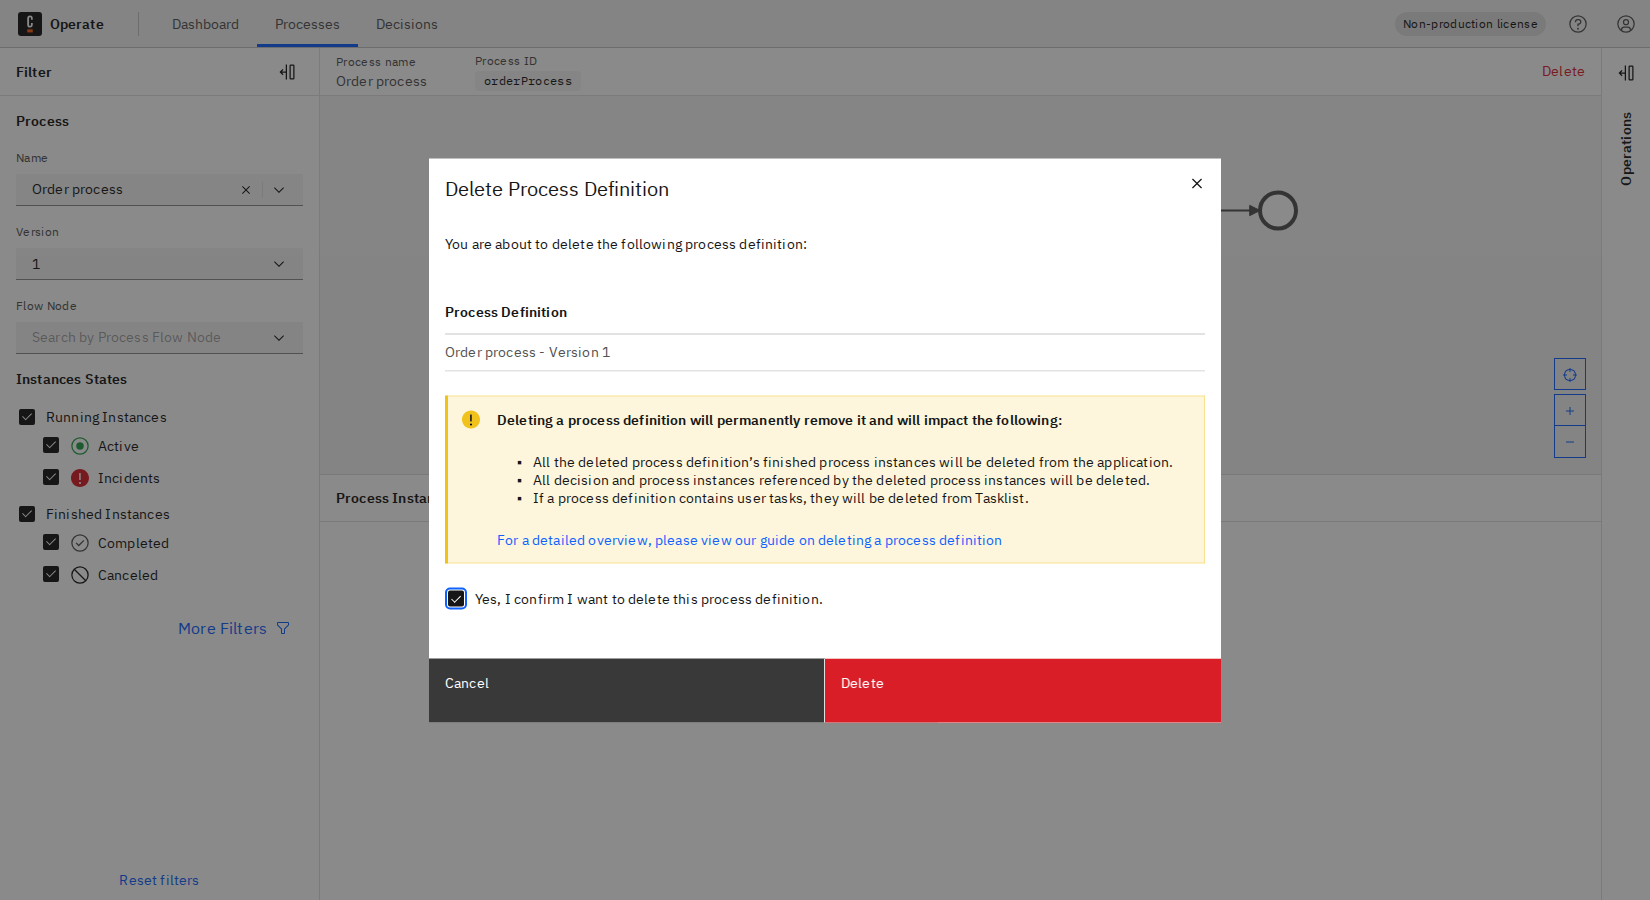 Operate
Dashboard
Processes
Decisions
Non-production license
Filter
Process name
Order process
Process ID
orderProcess
Delete
Operations
Process
Name
Order process
Version
1
Flow Node
Search by Process Flow Node
Instances States
Running Instances
Active
Incidents
Finished Instances
Completed
Canceled
More Filters
Reset filters
Delete Process Definition
You are about to delete the following process definition:
Process Definition
Order process - Version 1
Deleting a process definition will permanently remove it and will impact the following:
▪ All the deleted process definition’s finished process instances will be deleted from the application.
▪ All decision and process instances referenced by the deleted process instances will be deleted.
▪ If a process definition contains user tasks, they will be deleted from Tasklist.
For a detailed overview, please view our guide on deleting a process definition
Yes, I confirm I want to delete this process definition.
Cancel
Delete
Process